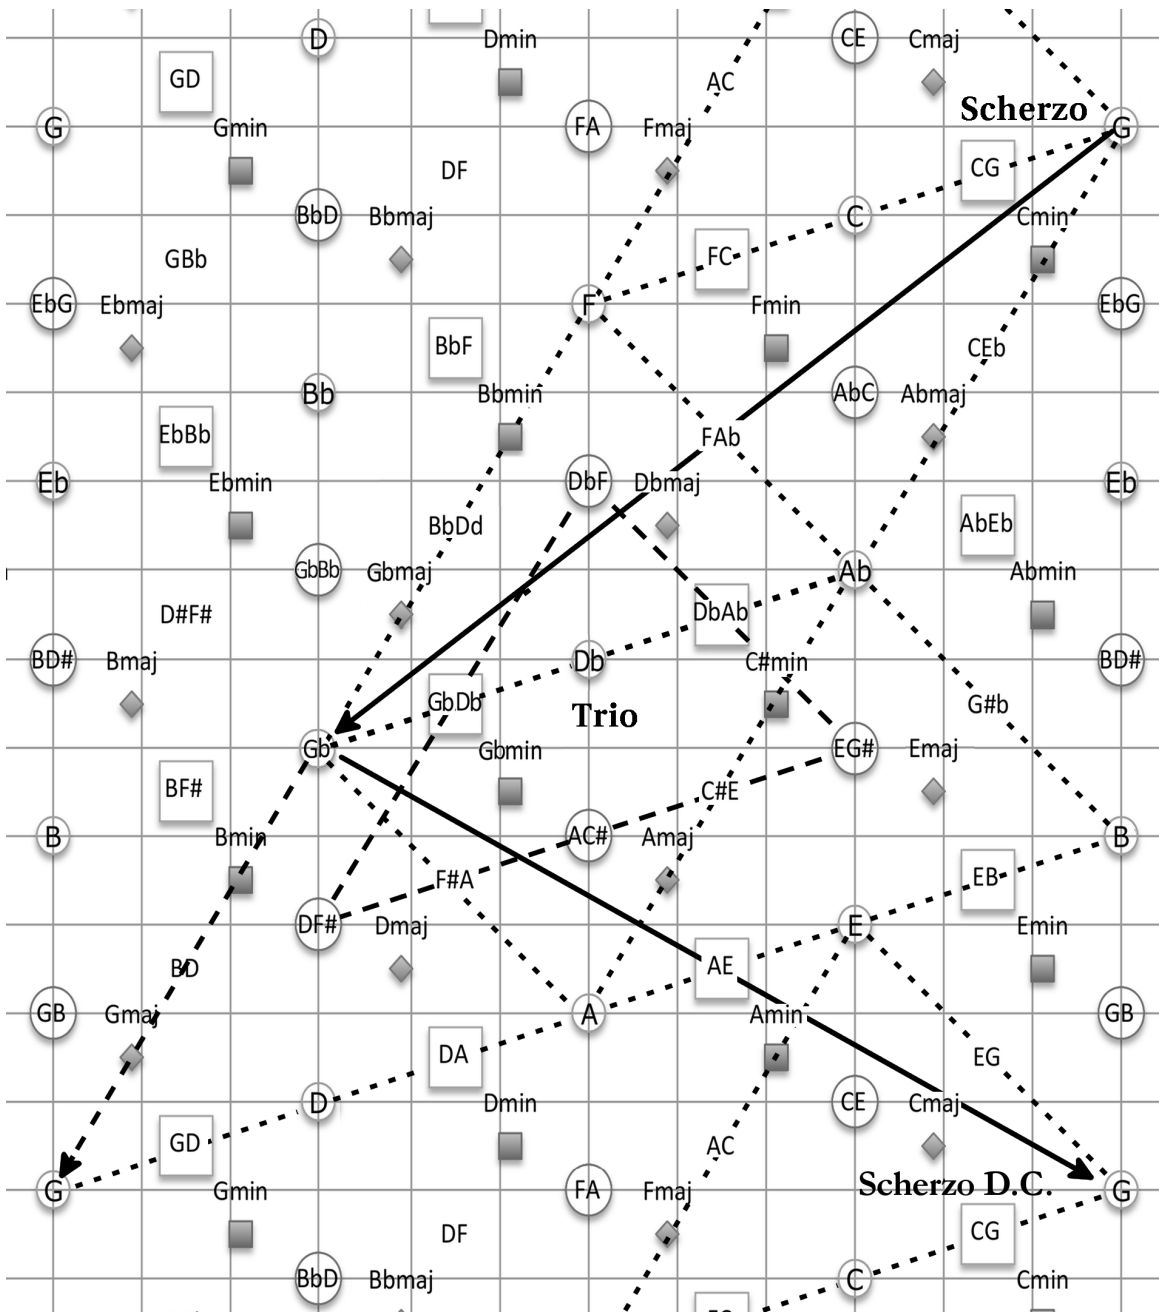 D Dmin CE Cmaj
GD AC
Scherzo
G Gmin FA Fmaj G
DF CG
BbD Bbmaj C Cmin
GBb FC
EbG Ebmaj F Fmin EbG
BbF CEb
Bb Bbmin AbC Abmaj
EbBb FAb
Eb Ebmin DbF Dbmaj Eb
BbDd AbEb
GbBb Gbmaj Ab Abmin
D#F# DbAb
BD# Bmaj Db C#min BD#
GbDb G#b
Trio
Gb Gbmin EG# Emaj
BF# C#E
B Bmin AC# Amaj B
F#A EB
DF# Dmaj E Emin
BD AE
GB Gmaj A Amin GB
DA EG
D Dmin CE Cmaj
GD AC
G Gmin FA Fmaj Scherzo D.C. G
DF CG
BbD Bbmaj C Cmin